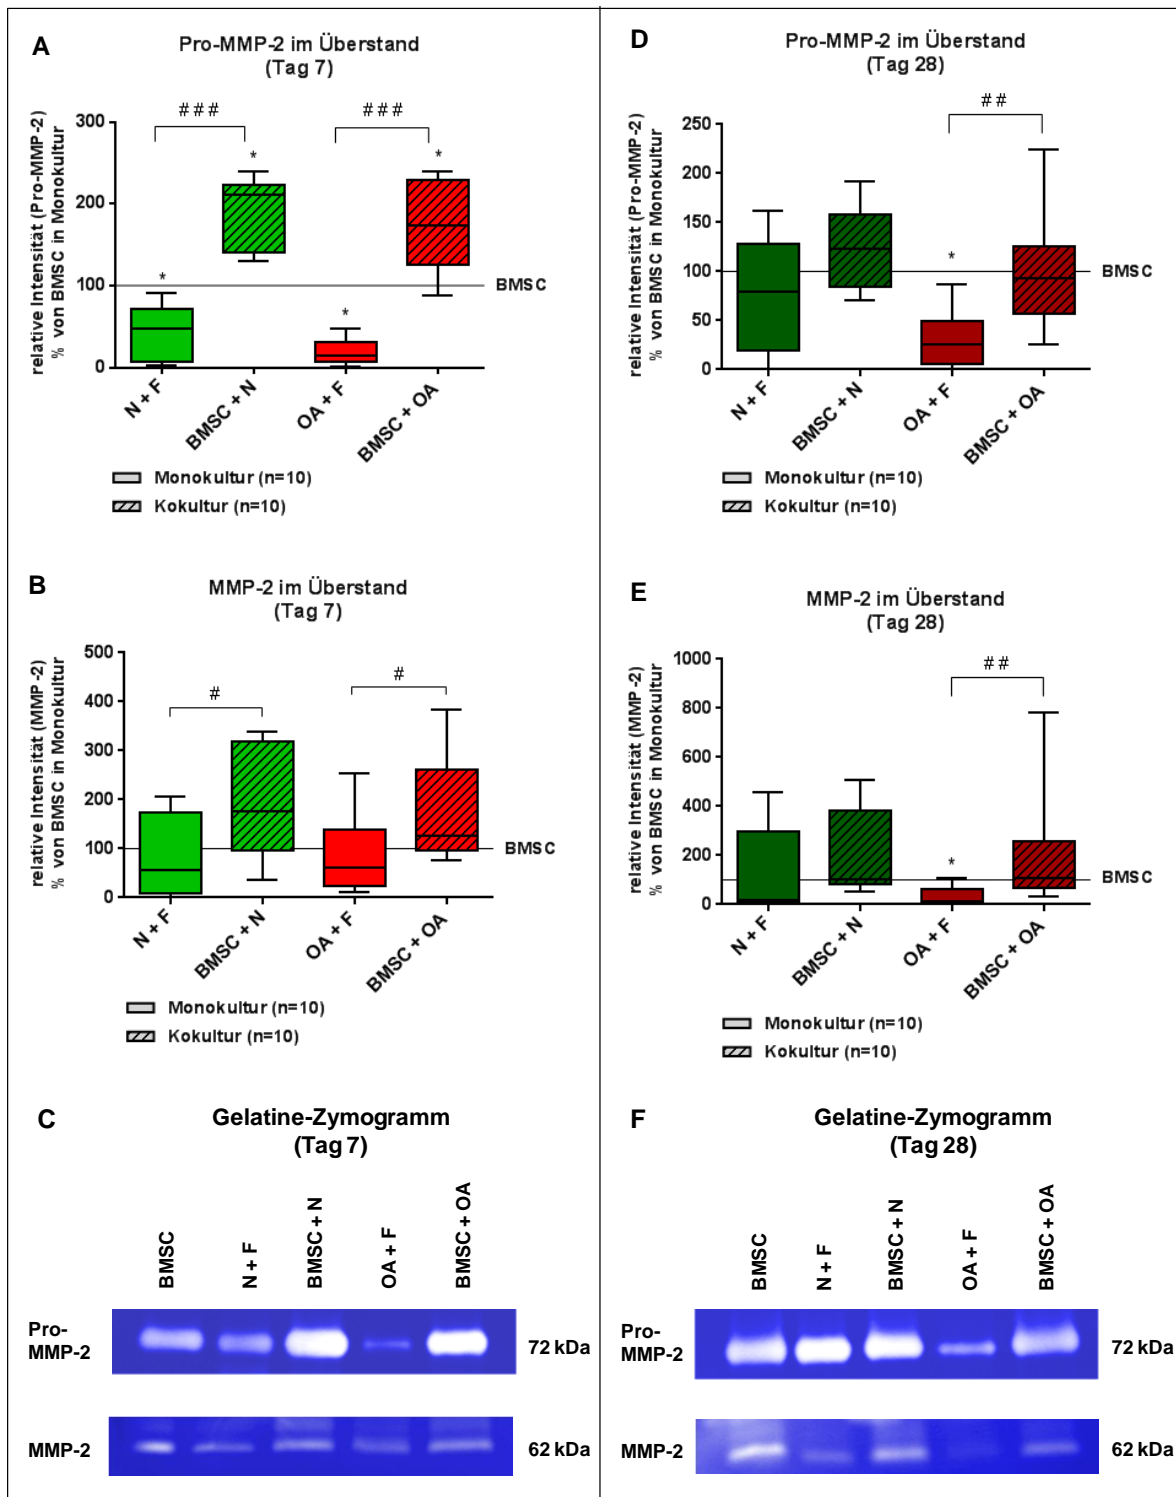 A
Pro-MMP-2 im Überstand
(Tag 7)
relative Intensität (Pro-MMP-2)
% von BMSC in Monokultur
300
200
100
0
# # #
# # #
*
*
*
*
BMSC
N + F
BMSC + N
OA + F
BMSC + OA
Monokultur (n=10)
Kokultur (n=10)
B
MMP-2 im Überstand
(Tag 7)
relative Intensität (MMP-2)
% von BMSC in Monokultur
500
400
300
200
100
0
#
#
BMSC
N + F
BMSC + N
OA + F
BMSC + OA
Monokultur (n=10)
Kokultur (n=10)
C
Gelatine-Zymogramm
(Tag 7)
BMSC
N + F
BMSC + N
OA + F
BMSC + OA
Pro-
MMP-2
72 kDa
MMP-2
62 kDa
D
Pro-MMP-2 im Überstand
(Tag 28)
relative Intensität (Pro-MMP-2)
% von BMSC in Monokultur
250
200
150
100
50
0
# #
*
BMSC
N + F
BMSC + N
OA + F
BMSC + OA
Monokultur (n=10)
Kokultur (n=10)
E
MMP-2 im Überstand
(Tag 28)
relative Intensität (MMP-2)
% von BMSC in Monokultur
1000
800
600
400
200
0
# #
*
BMSC
N + F
BMSC + N
OA + F
BMSC + OA
Monokultur (n=10)
Kokultur (n=10)
F
Gelatine-Zymogramm
(Tag 28)
BMSC
N + F
BMSC + N
OA + F
BMSC + OA
Pro-
MMP-2
72 kDa
MMP-2
62 kDa